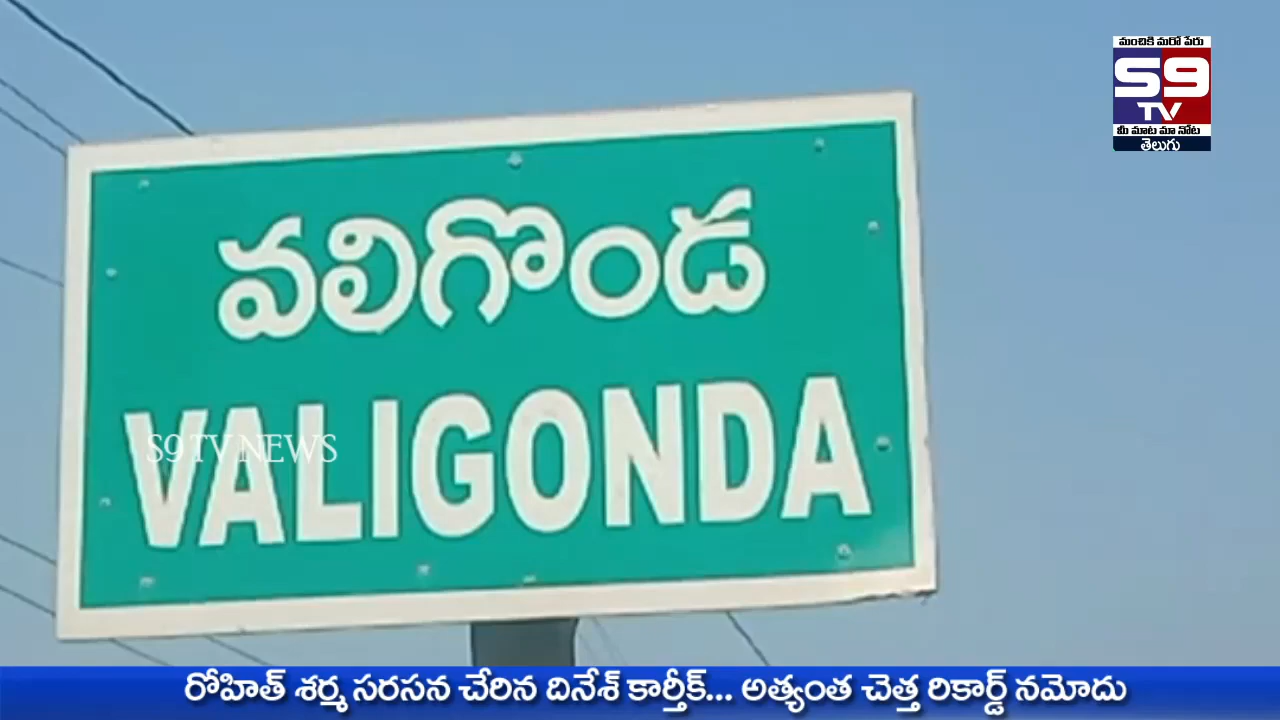 మంచికి మరో పేరు
S9
TV
మీ మాట మా నోట
తెలుగు
వలిగొండ
VALIGONDA
S9 TV NEWS
రోహిత్ శర్మ సరసన చేరిన దినేశ్ కార్తీక్... అత్యంత చెత్త రికార్డ్ నమోదు